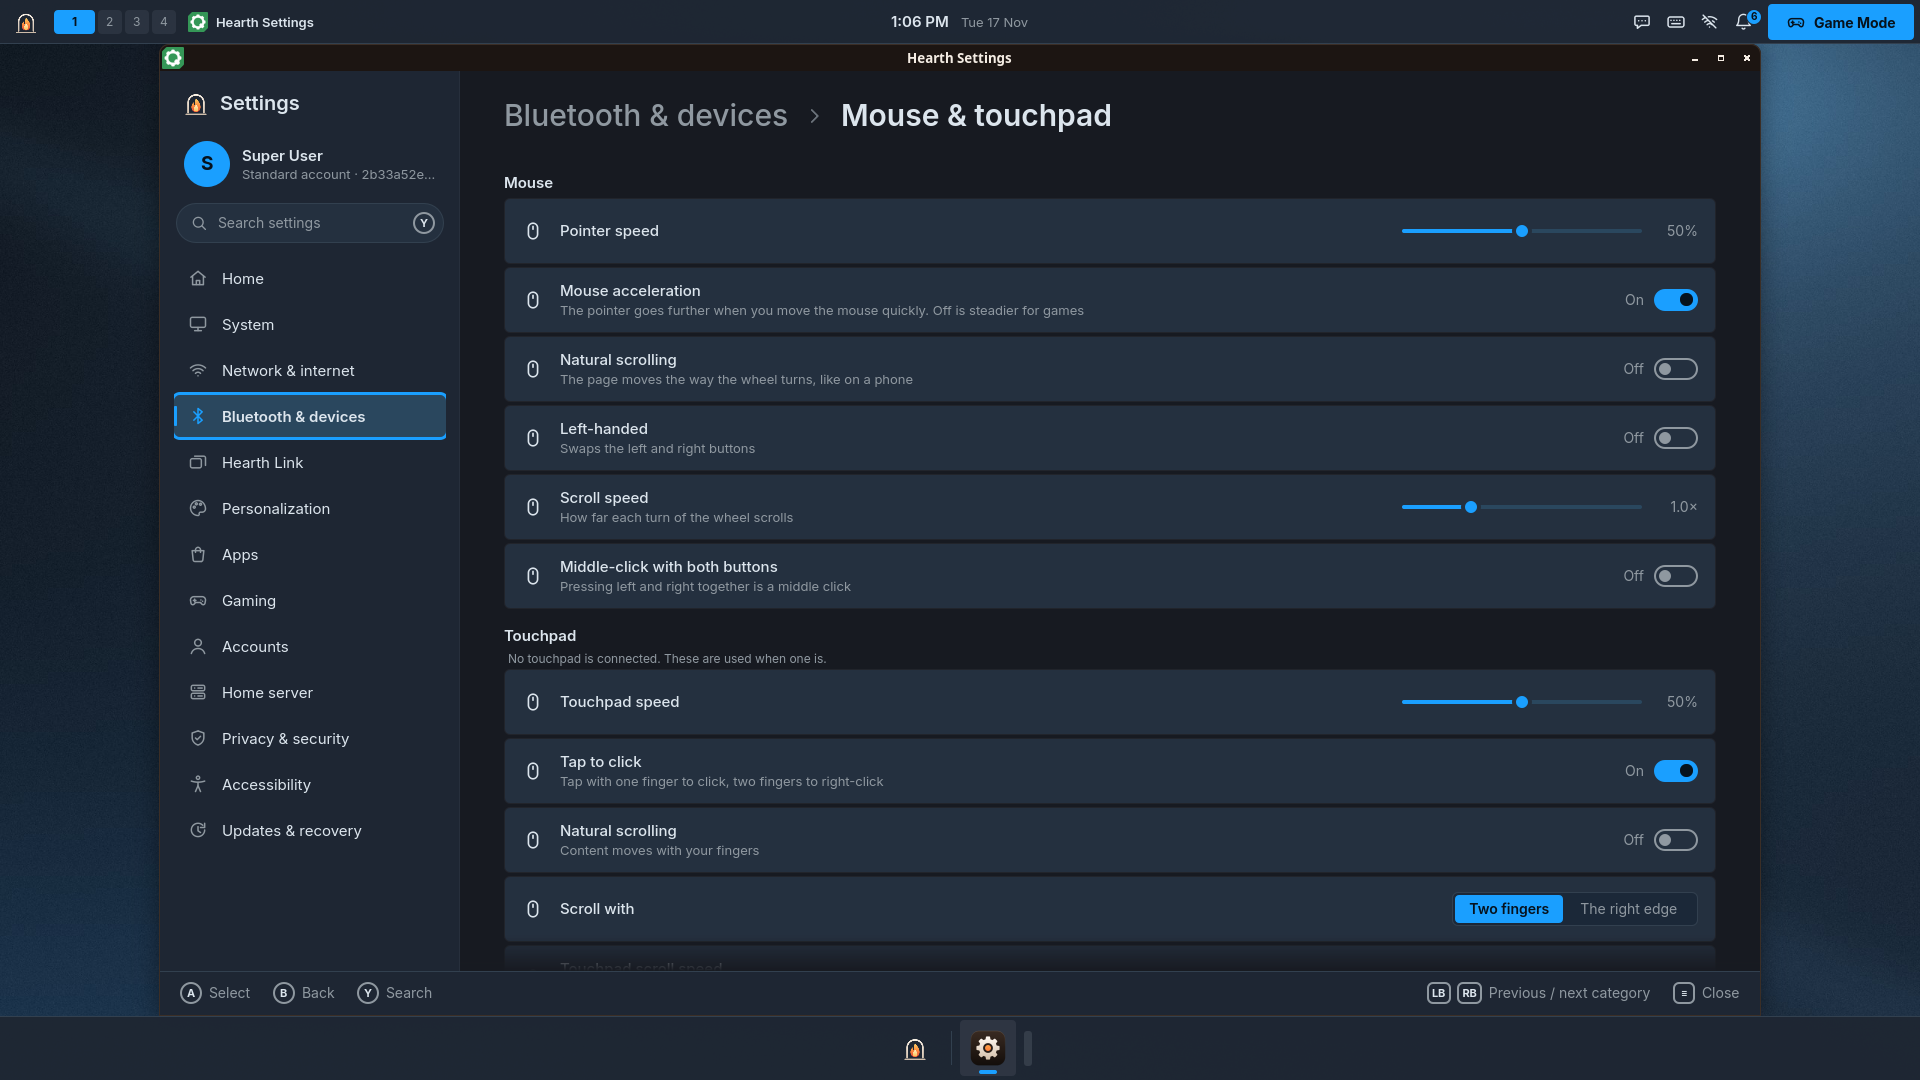 1 2 3 4 Hearth Settings
1:06 PM Tue 17 Nov
6
Game Mode
Hearth Settings
Settings
S
Super User
Standard account · 2b33a52e...
Search settings Y
Home
System
Network & internet
Bluetooth & devices
Hearth Link
Personalization
Apps
Gaming
Accounts
Home server
Privacy & security
Accessibility
Updates & recovery
Bluetooth & devices > Mouse & touchpad
Mouse
Pointer speed
50%
Mouse acceleration
The pointer goes further when you move the mouse quickly. Off is steadier for games
On
Natural scrolling
The page moves the way the wheel turns, like on a phone
Off
Left-handed
Swaps the left and right buttons
Off
Scroll speed
How far each turn of the wheel scrolls
1.0×
Middle-click with both buttons
Pressing left and right together is a middle click
Off
Touchpad
No touchpad is connected. These are used when one is.
Touchpad speed
50%
Tap to click
Tap with one finger to click, two fingers to right-click
On
Natural scrolling
Content moves with your fingers
Off
Scroll with
Two fingers The right edge
Touchpad scroll speed
A Select B Back Y Search
LB RB Previous / next category ≡ Close